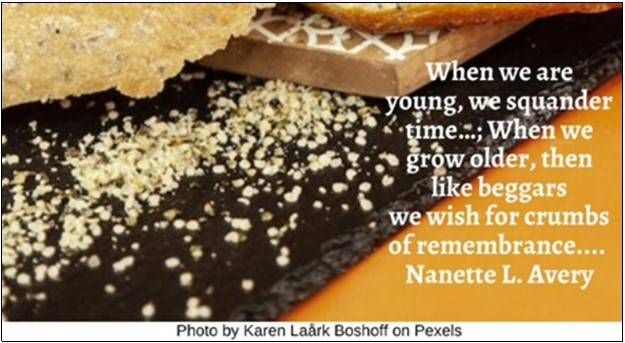 When we are
young, we squander
time...; When we
grow older, then
like beggars
we wish for crumbs
of remembrance....
Nanette L. Avery
Photo by Karen Laårk Boshoff on Pexels